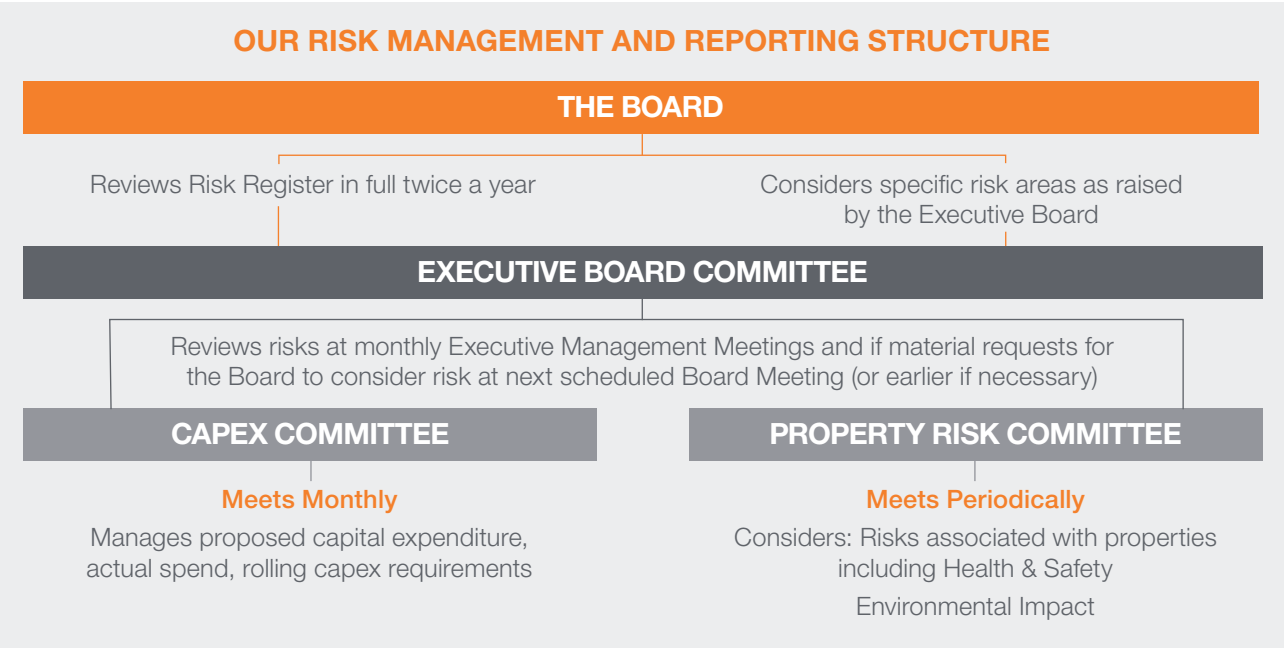 OUR RISK MANAGEMENT AND REPORTING STRUCTURE
THE BOARD
Reviews Risk Register in full twice a year
Considers specific risk areas as raised
by the Executive Board
EXECUTIVE BOARD COMMITTEE
Reviews risks at monthly Executive Management Meetings and if material requests for
the Board to consider risk at next scheduled Board Meeting (or earlier if necessary)
CAPEX COMMITTEE
Meets Monthly
Manages proposed capital expenditure,
actual spend, rolling capex requirements
PROPERTY RISK COMMITTEE
Meets Periodically
Considers: Risks associated with properties
including Health & Safety
Environmental Impact